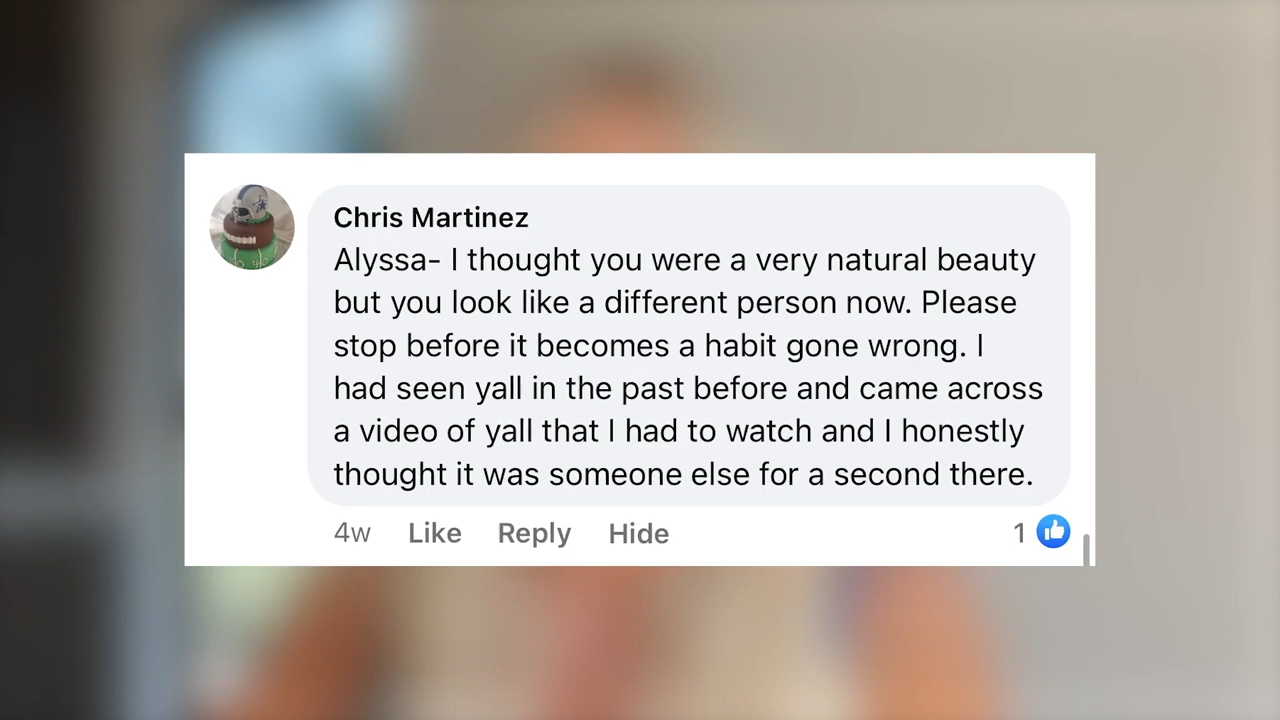 Chris Martinez
Alyssa- I thought you were a very natural beauty
but you look like a different person now. Please
stop before it becomes a habit gone wrong. I
had seen yall in the past before and came across
a video of yall that I had to watch and I honestly
thought it was someone else for a second there.
4w Like Reply Hide 1